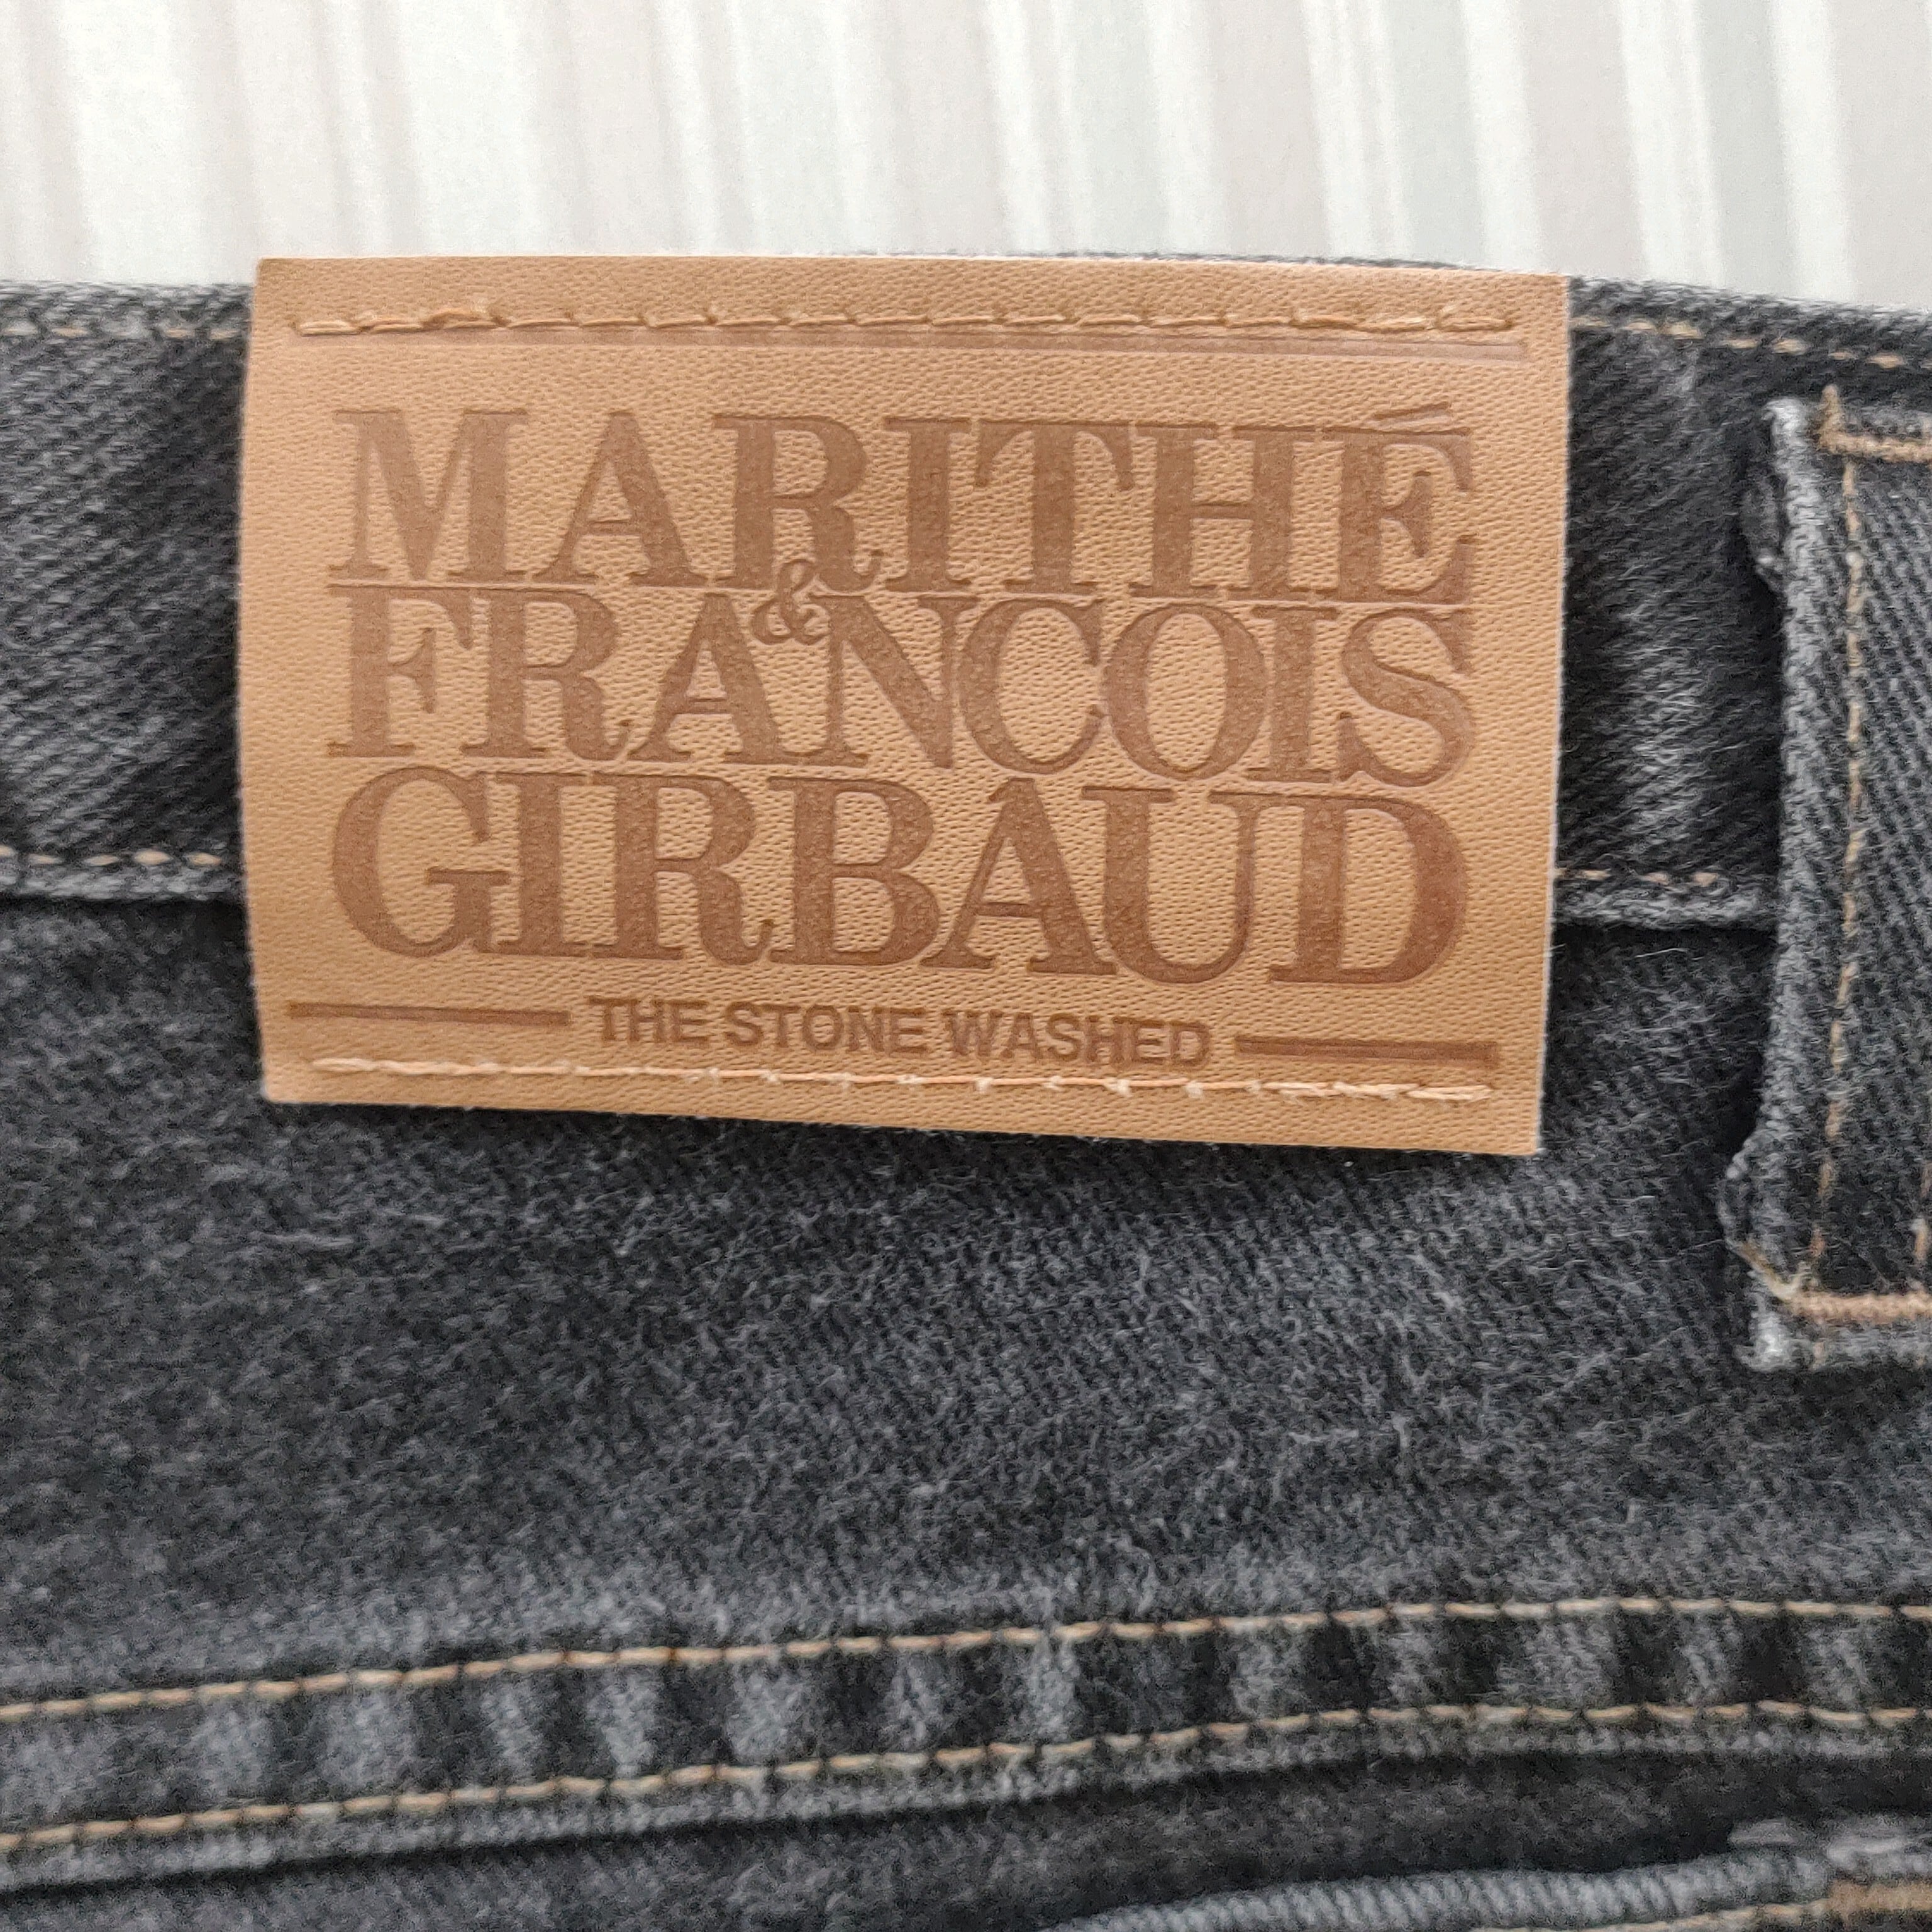 MARITHÉ
&
FRANCOIS
GIRBAUD
THE STONE WASHED